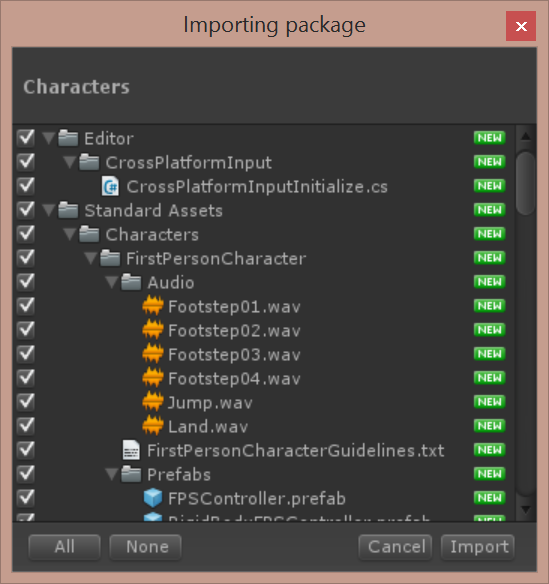 Importing package
Characters
Editor NEW
CrossPlatformInput NEW
CrossPlatformInputInitialize.cs NEW
Standard Assets NEW
Characters NEW
FirstPersonCharacter NEW
Audio NEW
Footstep01.wav NEW
Footstep02.wav NEW
Footstep03.wav NEW
Footstep04.wav NEW
Jump.wav NEW
Land.wav NEW
FirstPersonCharacterGuidelines.txt NEW
Prefabs NEW
FPSController.prefab NEW
RigidBodyFPSController.prefab NEW
All None Cancel Import